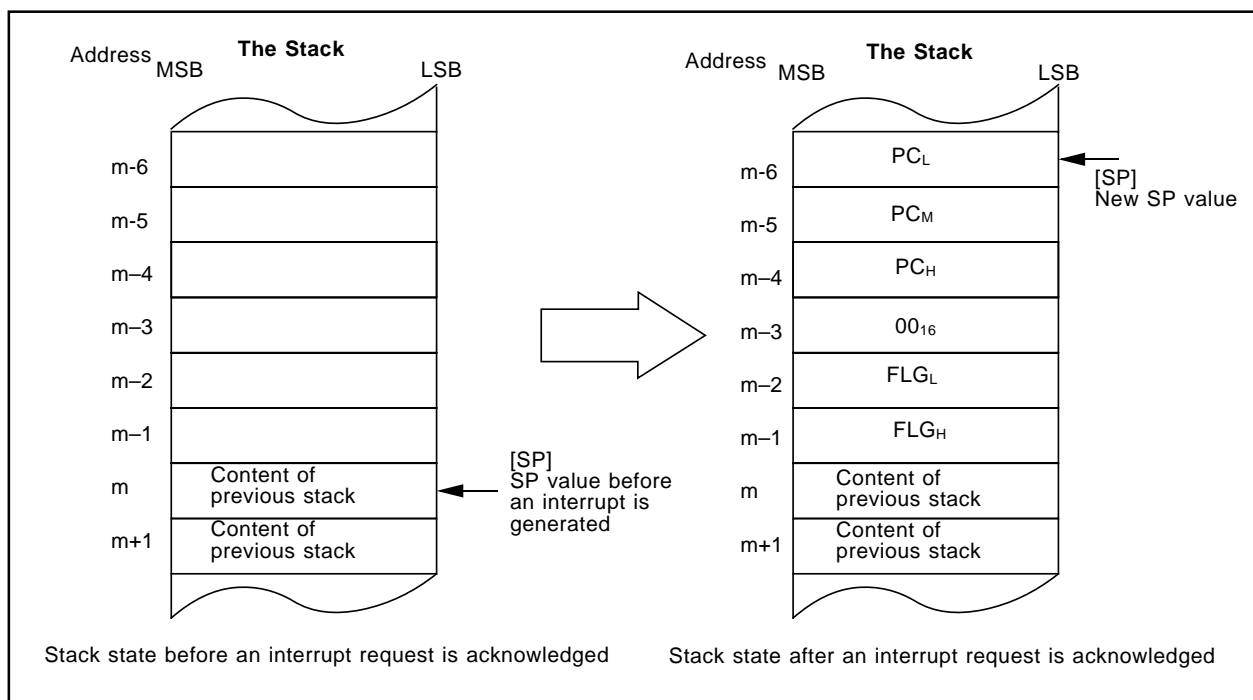 The Stack
Address
MSB
LSB
m-6
m-5
m–4
m–3
m–2
m–1
m
Content of
previous stack
m+1
Content of
previous stack
[SP]
SP value before
an interrupt is
generated
Stack state before an interrupt request is acknowledged
The Stack
Address
MSB
LSB
m-6
PCL
m-5
PCM
m–4
PCH
m–3
0016
m–2
FLGL
m–1
FLGH
m
Content of
previous stack
m+1
Content of
previous stack
[SP]
New SP value
Stack state after an interrupt request is acknowledged